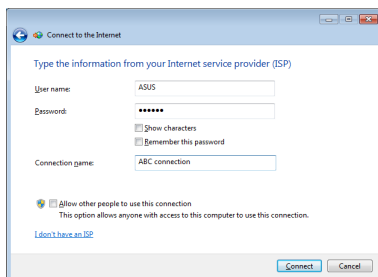 Connect to the Internet
Type the information from your Internet service provider (ISP)
User name: ASUS
Password: ••••••
Show characters
Remember this password
Connection name: ABC connection
Allow other people to use this connection
This option allows anyone with access to this computer to use this connection.
I don't have an ISP
Connect Cancel